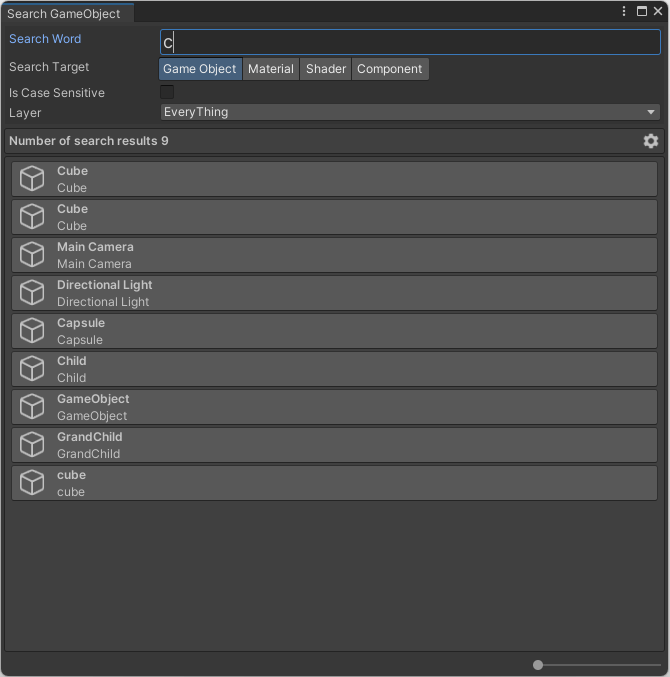 Search GameObject
Search Word
C
Search Target
Game Object Material Shader Component
Is Case Sensitive
Layer
EveryThing
Number of search results 9
Cube
Cube
Cube
Cube
Main Camera
Main Camera
Directional Light
Directional Light
Capsule
Capsule
Child
Child
GameObject
GameObject
GrandChild
GrandChild
cube
cube